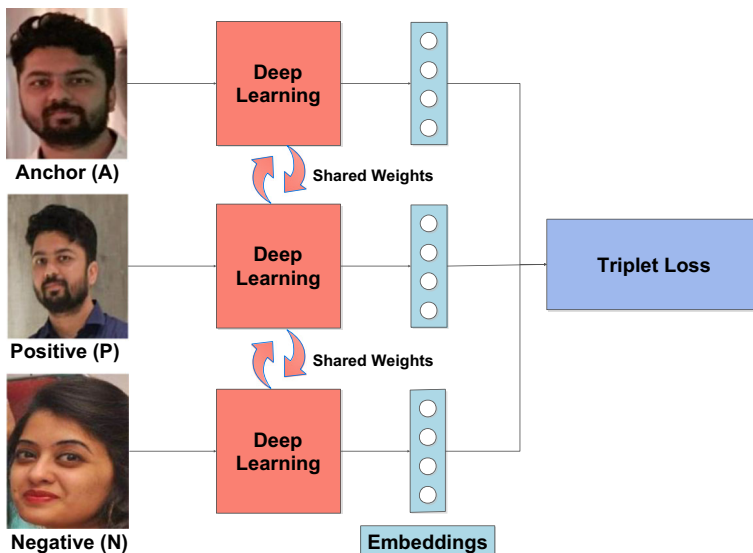 Deep
Learning
Anchor (A)
Shared Weights
Deep
Learning
Triplet Loss
Positive (P)
Shared Weights
Deep
Learning
Negative (N)
Embeddings